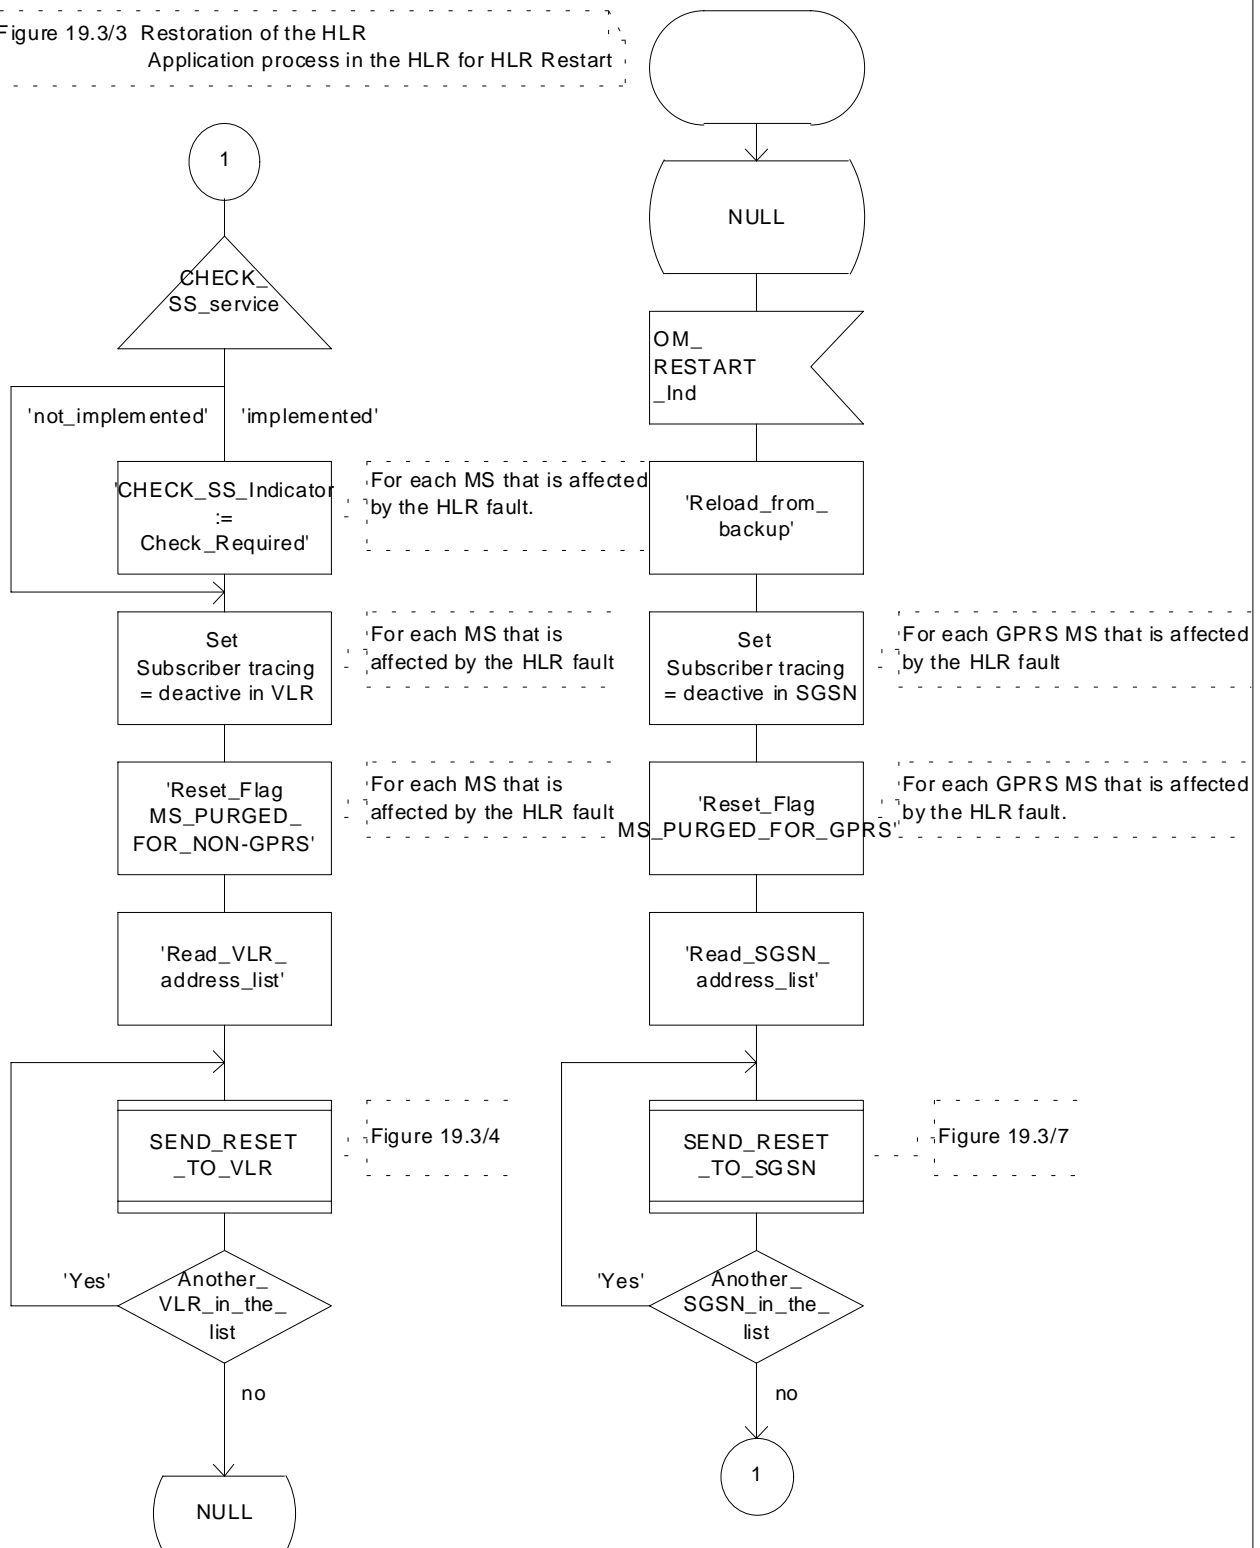 Figure 19.3/3 Restoration of the HLR
Application process in the HLR for HLR Restart
1
CHECK_
SS_service
'not_implemented'
'implemented'
'CHECK_SS_Indicator
:=
Check_Required'
For each MS that is affected
by the HLR fault.
Set
Subscriber tracing
= deactive in VLR
For each MS that is
affected by the HLR fault
'Reset_Flag
MS_PURGED_
FOR_NON-GPRS'
For each MS that is
affected by the HLR fault
'Read_VLR_
address_list'
SEND_RESET
_TO_VLR
Figure 19.3/4
'Yes'
Another_
VLR_in_the_
list
no
NULL
NULL
OM_
RESTART
_Ind
'Reload_from_
backup'
Set
Subscriber tracing
= deactive in SGSN
For each GPRS MS that is affected
by the HLR fault
'Reset_Flag
MS_PURGED_FOR_GPRS'
For each GPRS MS that is affected
by the HLR fault.
'Read_SGSN_
address_list'
SEND_RESET
_TO_SGSN
Figure 19.3/7
'Yes'
Another_
SGSN_in_the_
list
no
1